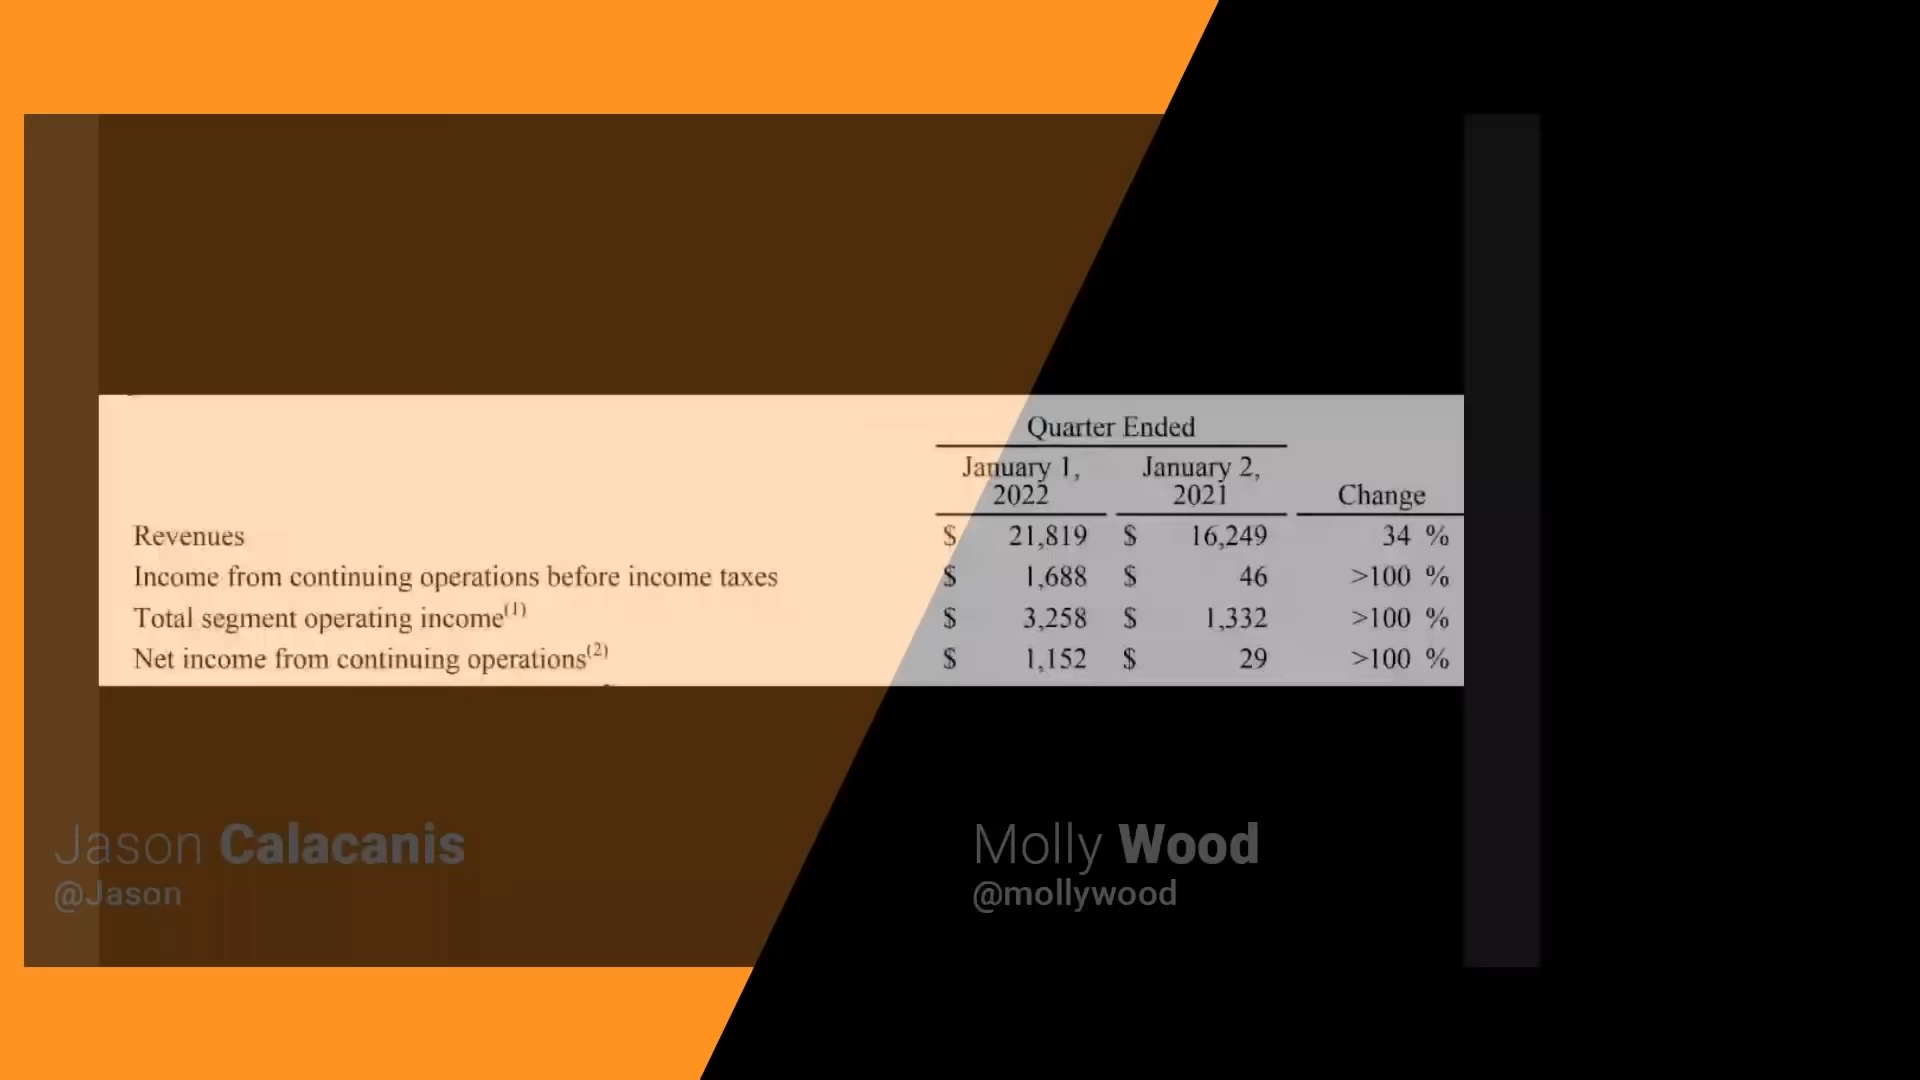 Quarter Ended
January 1, 2022 January 2, 2021 Change
Revenues $ 21,819 $ 16,249 34 %
Income from continuing operations before income taxes $ 1,688 $ 46 >100 %
Total segment operating income(1) $ 3,258 $ 1,332 >100 %
Net income from continuing operations(2) $ 1,152 $ 29 >100 %
Jason Calacanis
@Jason
Molly Wood
@mollywood